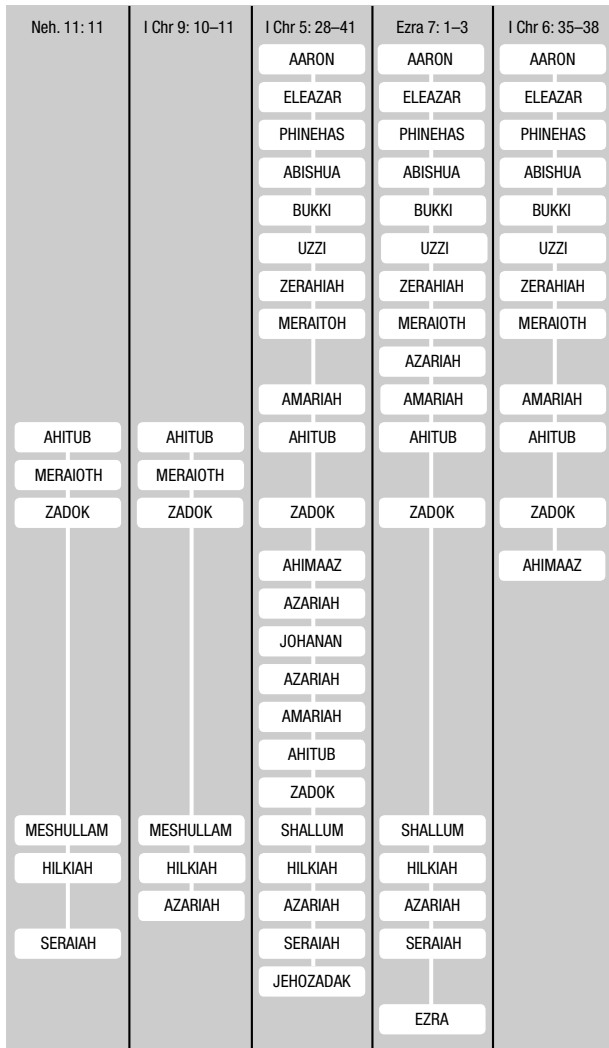 Neh. 11: 11 I Chr 9: 10–11 I Chr 5: 28–41 Ezra 7: 1–3 I Chr 6: 35–38
AARON AARON AARON
ELEAZAR ELEAZAR ELEAZAR
PHINEHAS PHINEHAS PHINEHAS
ABISHUA ABISHUA ABISHUA
BUKKI BUKKI BUKKI
UZZI UZZI UZZI
ZERAHIAH ZERAHIAH ZERAHIAH
MERAITOH MERAIOTH MERAIOTH
AZARIAH
AMARIAH AMARIAH AMARIAH
AHITUB AHITUB AHITUB AHITUB AHITUB
MERAIOTH MERAIOTH
ZADOK ZADOK ZADOK ZADOK ZADOK
AHIMAAZ AHIMAAZ
AZARIAH
JOHANAN
AZARIAH
AMARIAH
AHITUB
ZADOK
MESHULLAM MESHULLAM SHALLUM SHALLUM
HILKIAH HILKIAH HILKIAH HILKIAH
AZARIAH AZARIAH AZARIAH
SERAIAH SERAIAH SERAIAH
JEHOZADAK
EZRA